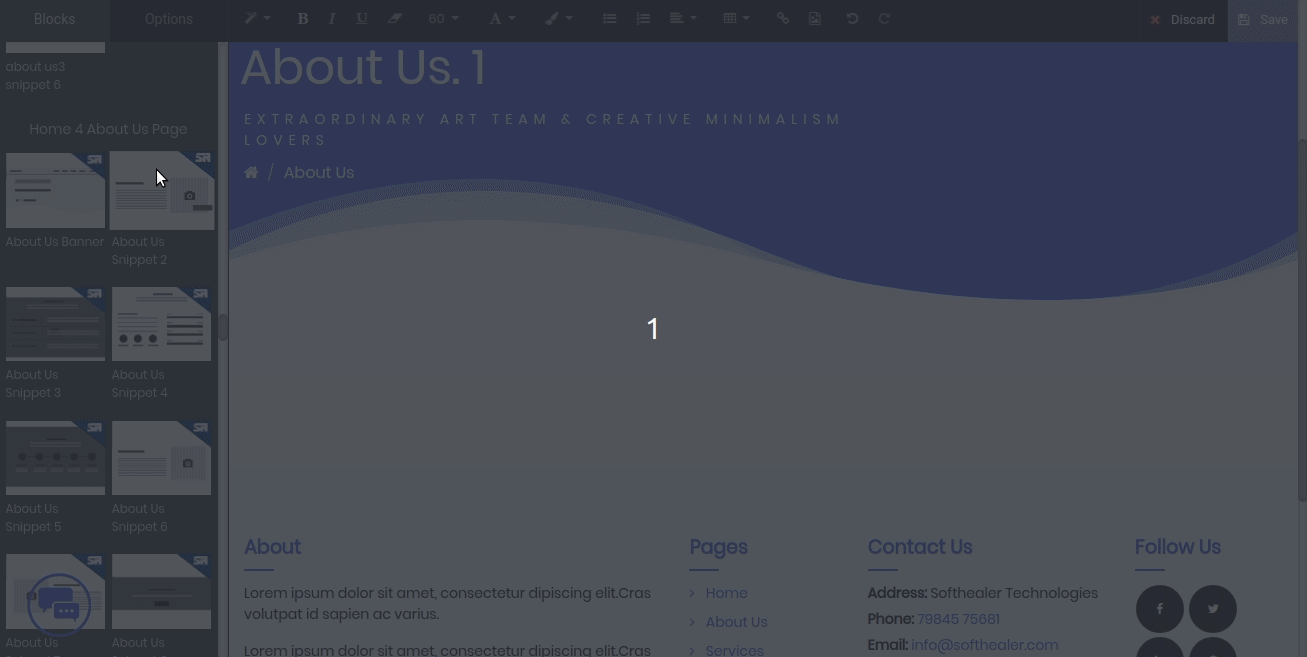 Blocks
Options
60
Discard
Save
about us3
snippet 6
Home 4 About Us Page
About Us Banner
About Us
Snippet 2
About Us
Snippet 3
About Us
Snippet 4
About Us
Snippet 5
About Us
Snippet 6
About Us
About Us
About Us. 1
EXTRAORDINARY ART TEAM & CREATIVE MINIMALISM
LOVERS
/ About Us
1
About
Lorem ipsum dolor sit amet, consectetur dipiscing elit.Cras
volutpat id sapien ac varius.
Lorem ipsum dolor sit amet, consectetur dipiscing elit.Cras
Pages
Home
About Us
Services
Contact Us
Address: Softhealer Technologies
Phone: 79845 75681
Email: info@softhealer.com
Follow Us